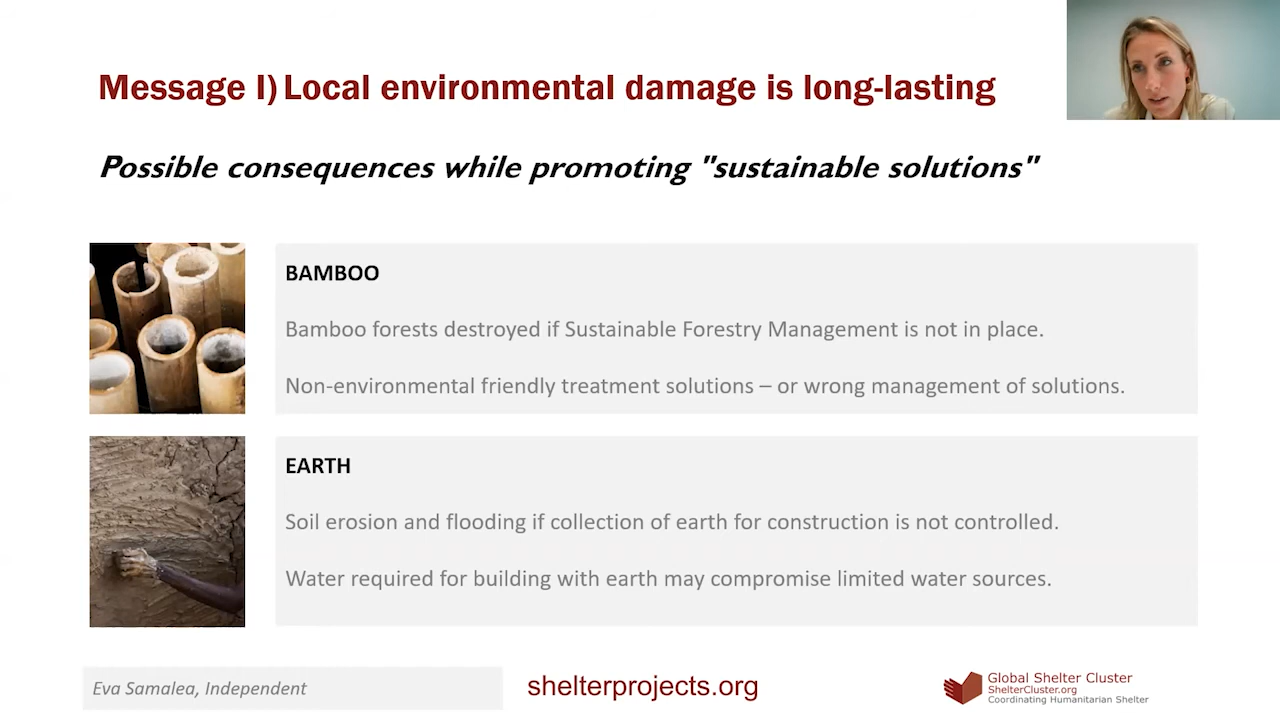 Message I) Local environmental damage is long-lasting
Possible consequences while promoting "sustainable solutions"
BAMBOO
Bamboo forests destroyed if Sustainable Forestry Management is not in place.
Non-environmental friendly treatment solutions – or wrong management of solutions.
EARTH
Soil erosion and flooding if collection of earth for construction is not controlled.
Water required for building with earth may compromise limited water sources.
Eva Samalea, Independent
shelterprojects.org
Global Shelter Cluster
ShelterCluster.org
Coordinating Humanitarian Shelter